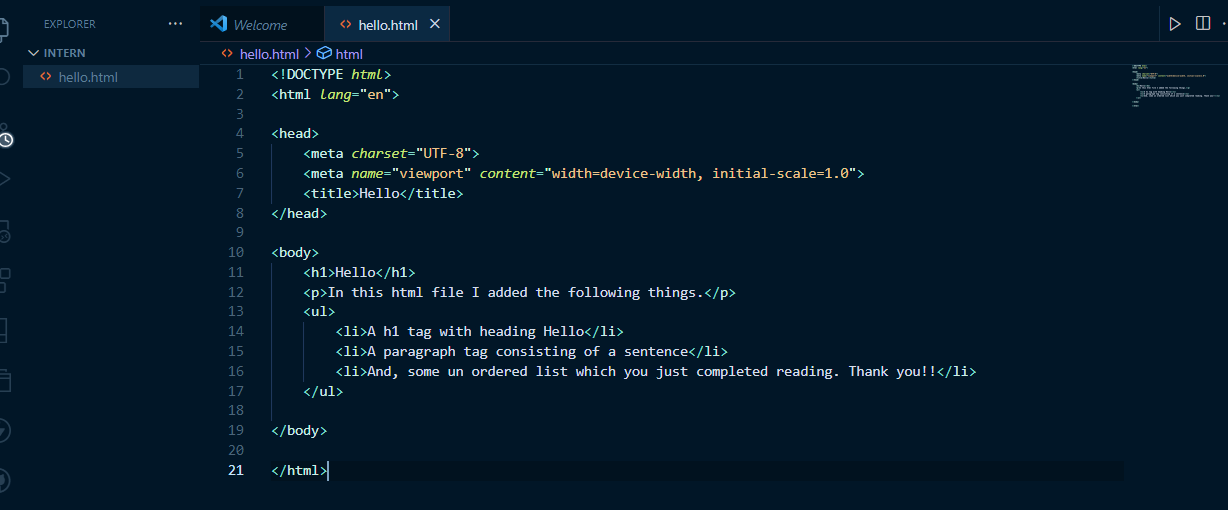 EXPLORER ...
INTERN
hello.html
Welcome
hello.html
hello.html > html
1 <!DOCTYPE html>
2 <html lang="en">
3
4 <head>
5     <meta charset="UTF-8">
6     <meta name="viewport" content="width=device-width, initial-scale=1.0">
7     <title>Hello</title>
8 </head>
9
10 <body>
11     <h1>Hello</h1>
12     <p>In this html file I added the following things.</p>
13     <ul>
14         <li>A h1 tag with heading Hello</li>
15         <li>A paragraph tag consisting of a sentence</li>
16         <li>And, some un ordered list which you just completed reading. Thank you!!</li>
17     </ul>
18
19 </body>
20
21 </html>